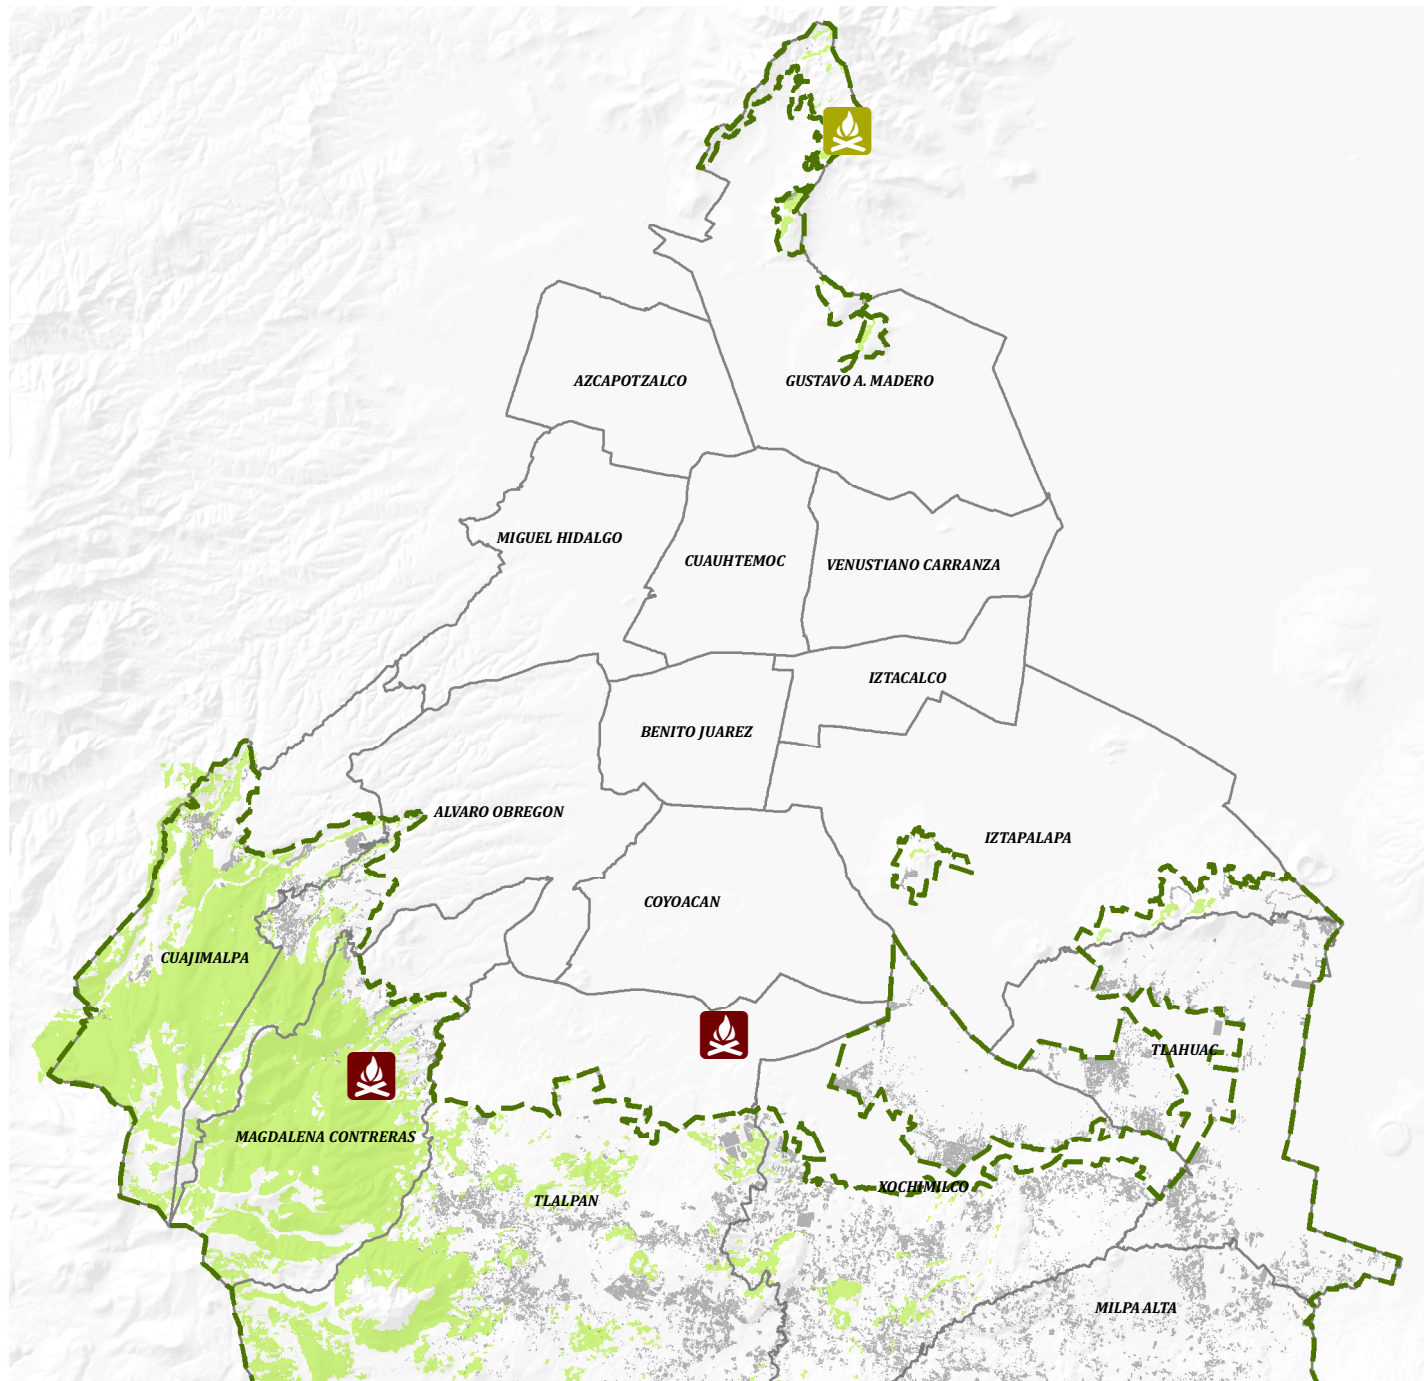 AZCAPOTZALCO
GUSTAVO A. MADERO
MIGUEL HIDALGO
CUAUHTEMOC
VENUSTIANO CARRANZA
IZTACALCO
BENITO JUAREZ
ALVARO OBREGON
IZTAPALAPA
COYOACAN
CUAJIMALPA
TLAHUAC
MAGDALENA CONTRERAS
XOCHIMILCO
TLALPAN
MILPA ALTA